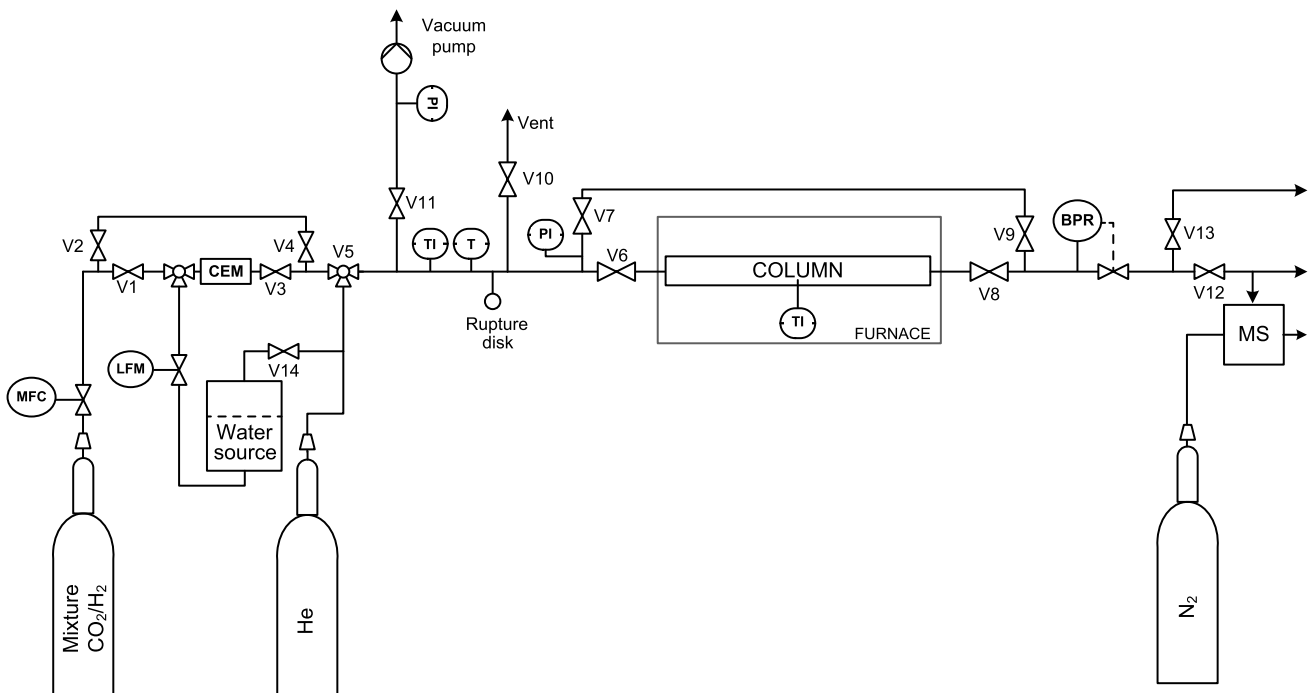 Vacuum
pump
PI
Vent
V10
V11
V7
PI
BPR
V9
V13
V2
V4
V5
TI
T
V6
COLUMN
CEM
V1
V3
V8
V12
Rupture
disk
TI
FURNACE
MS
LFM
V14
MFC
Water
source
Mixture
CO₂/H₂
He
N₂